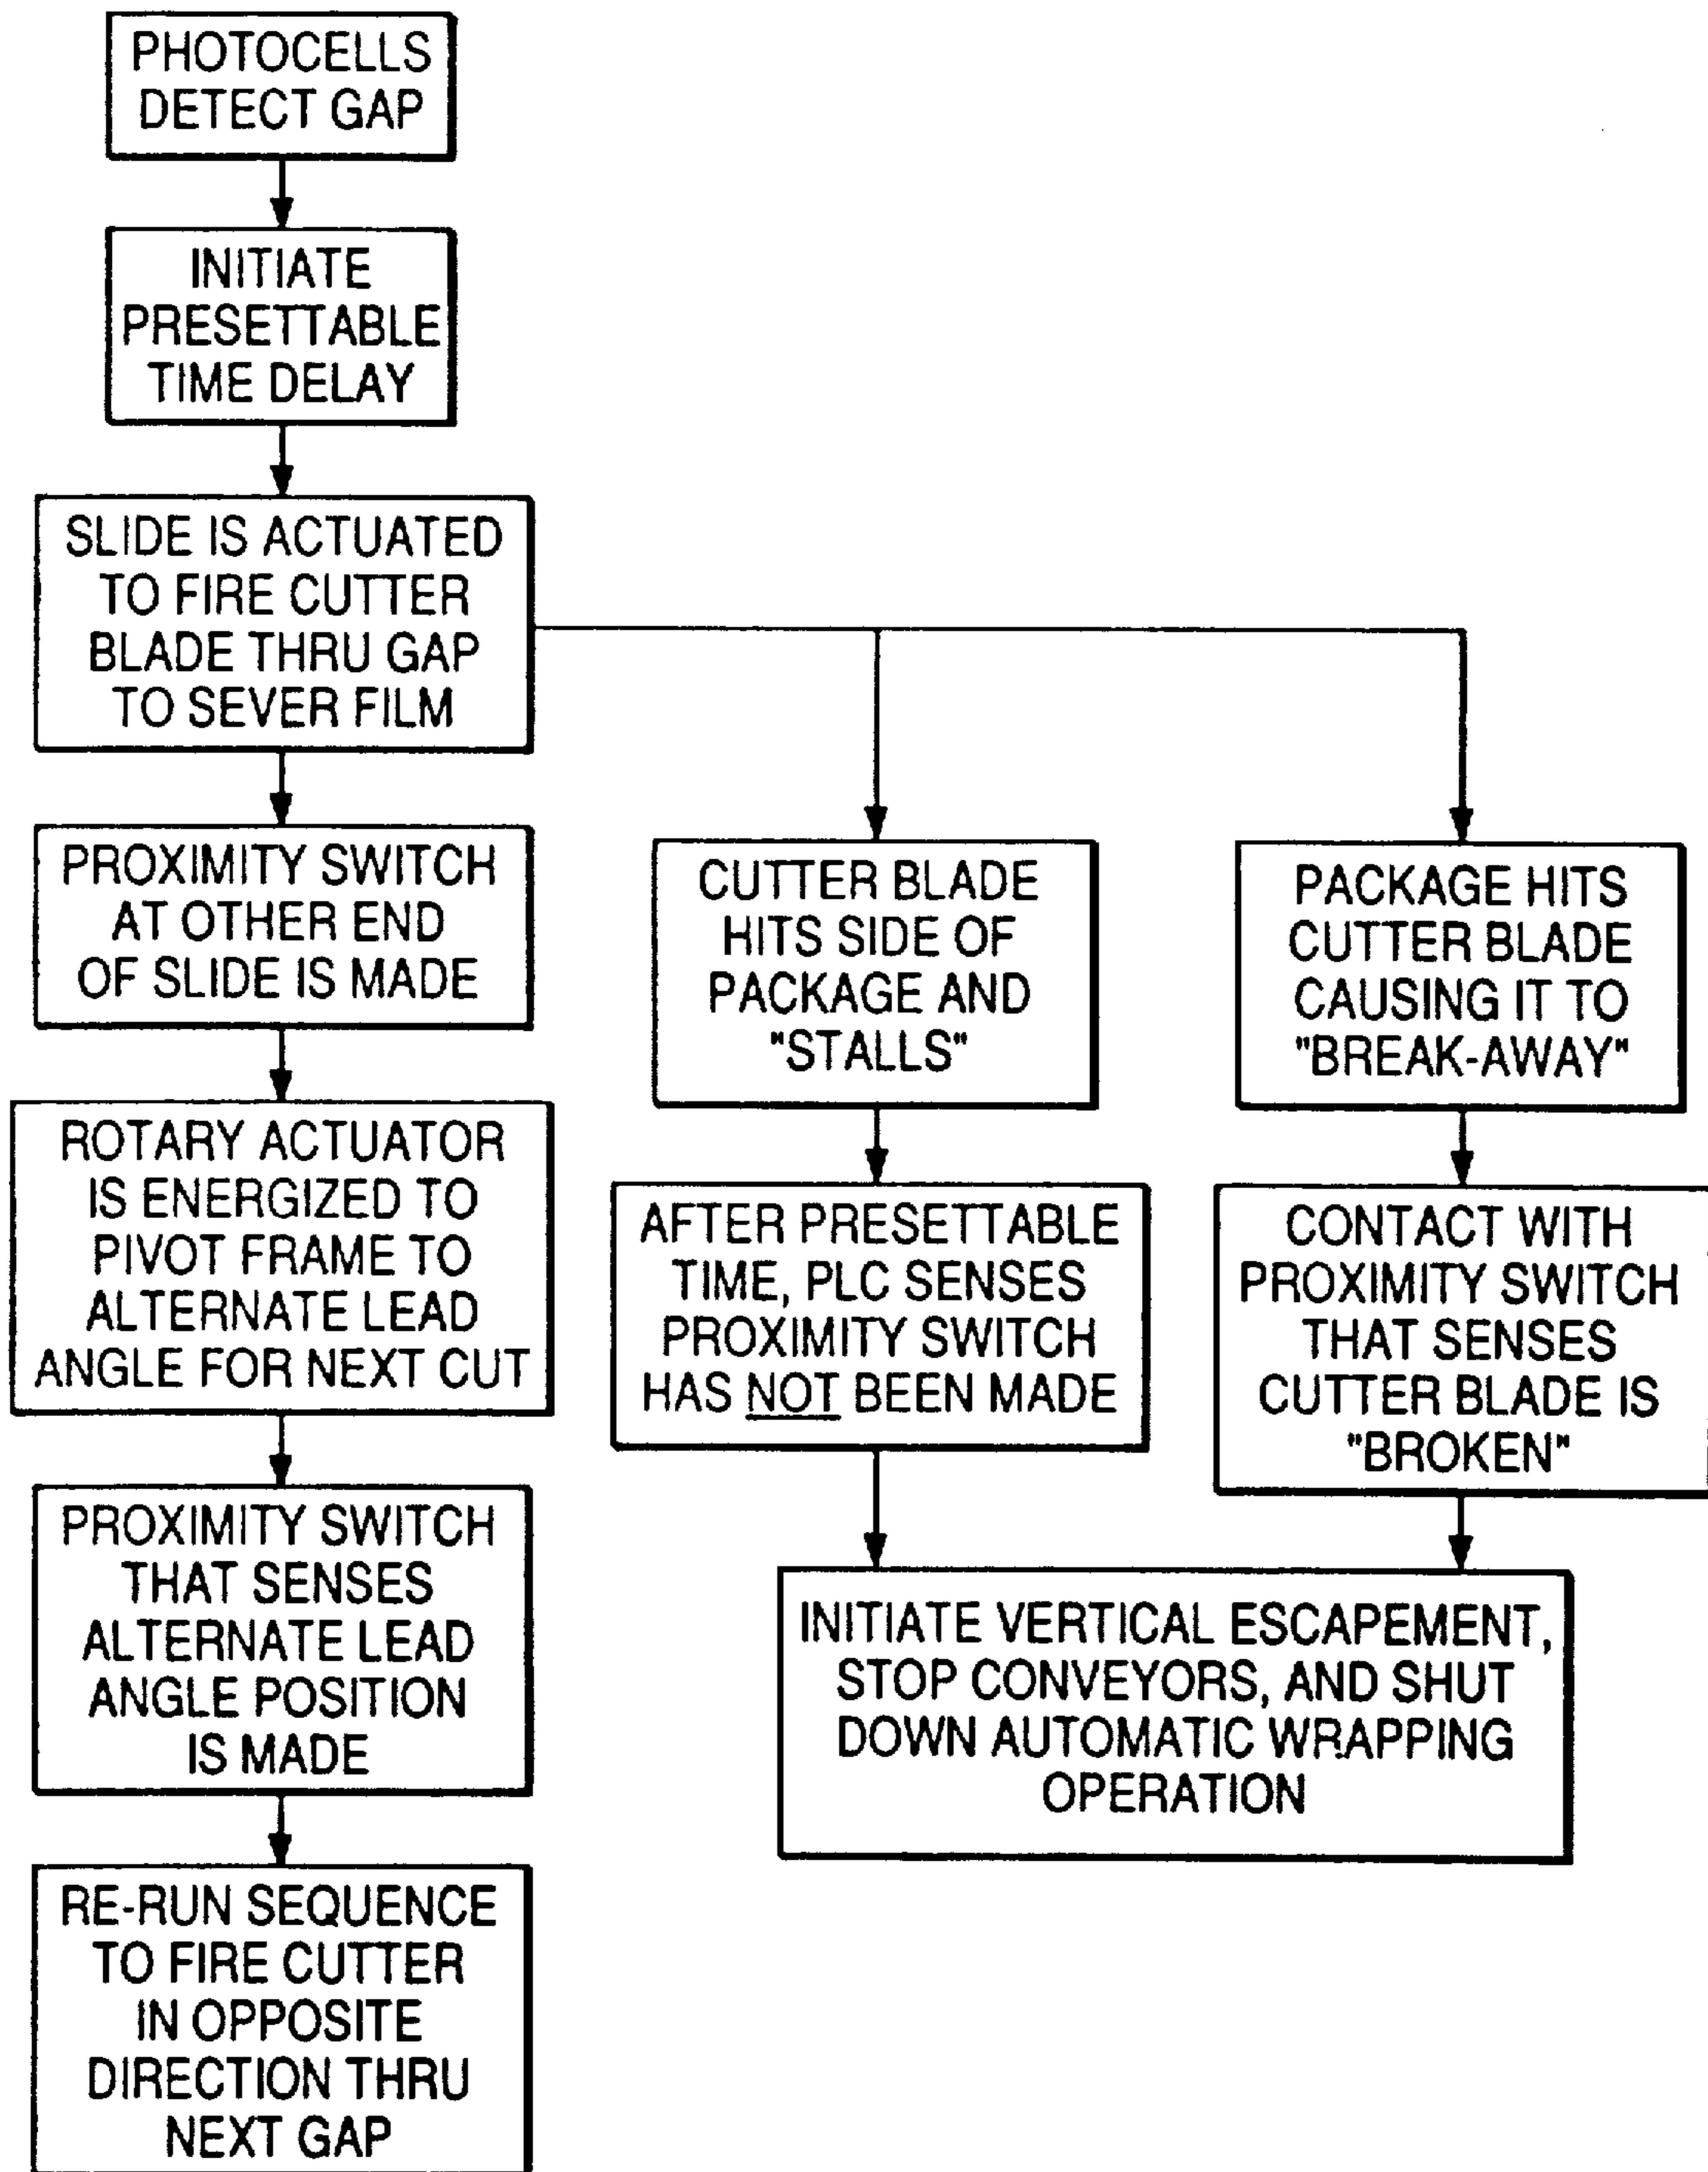 PHOTOCELLS
DETECT GAP
INITIATE
PRESETTABLE
TIME DELAY
SLIDE IS ACTUATED
TO FIRE CUTTER
BLADE THRU GAP
TO SEVER FILM
PROXIMITY SWITCH
AT OTHER END
OF SLIDE IS MADE
ROTARY ACTUATOR
IS ENERGIZED TO
PIVOT FRAME TO
ALTERNATE LEAD
ANGLE FOR NEXT CUT
PROXIMITY SWITCH
THAT SENSES
ALTERNATE LEAD
ANGLE POSITION
IS MADE
RE-RUN SEQUENCE
TO FIRE CUTTER
IN OPPOSITE
DIRECTION THRU
NEXT GAP
CUTTER BLADE
HITS SIDE OF
PACKAGE AND
"STALLS"
AFTER PRESETTABLE
TIME, PLC SENSES
PROXIMITY SWITCH
HAS NOT BEEN MADE
PACKAGE HITS
CUTTER BLADE
CAUSING IT TO
"BREAK-AWAY"
CONTACT WITH
PROXIMITY SWITCH
THAT SENSES
CUTTER BLADE IS
"BROKEN"
INITIATE VERTICAL ESCAPEMENT,
STOP CONVEYORS, AND SHUT
DOWN AUTOMATIC WRAPPING
OPERATION